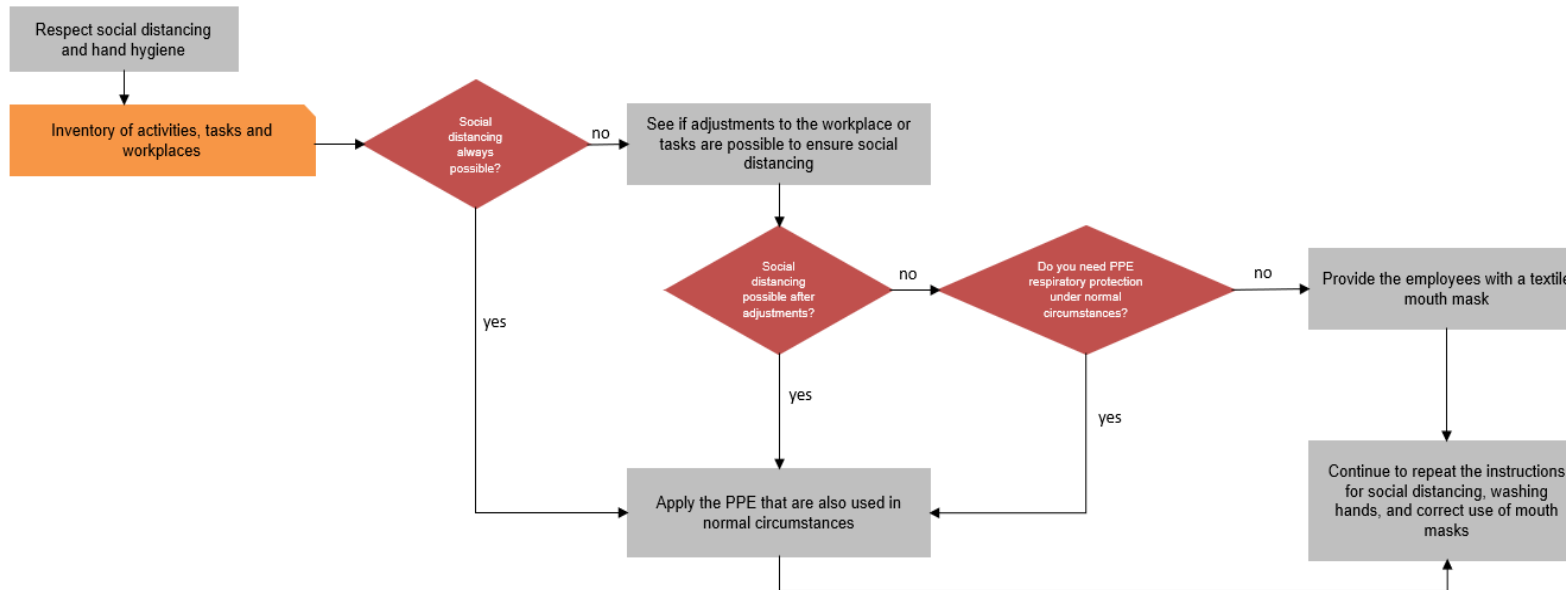 Respect social distancing
and hand hygiene
Inventory of activities, tasks and
workplaces
Social
distancing
always
possible?
no
See if adjustments to the workplace or
tasks are possible to ensure social
distancing
yes
Social
distancing
possible after
adjustments?
no
Do you need PPE
respiratory protection
under normal
circumstances?
no
Provide the employees with a textile
mouth mask
yes
yes
Apply the PPE that are also used in
normal circumstances
Continue to repeat the instructions
for social distancing, washing
hands, and correct use of mouth
masks